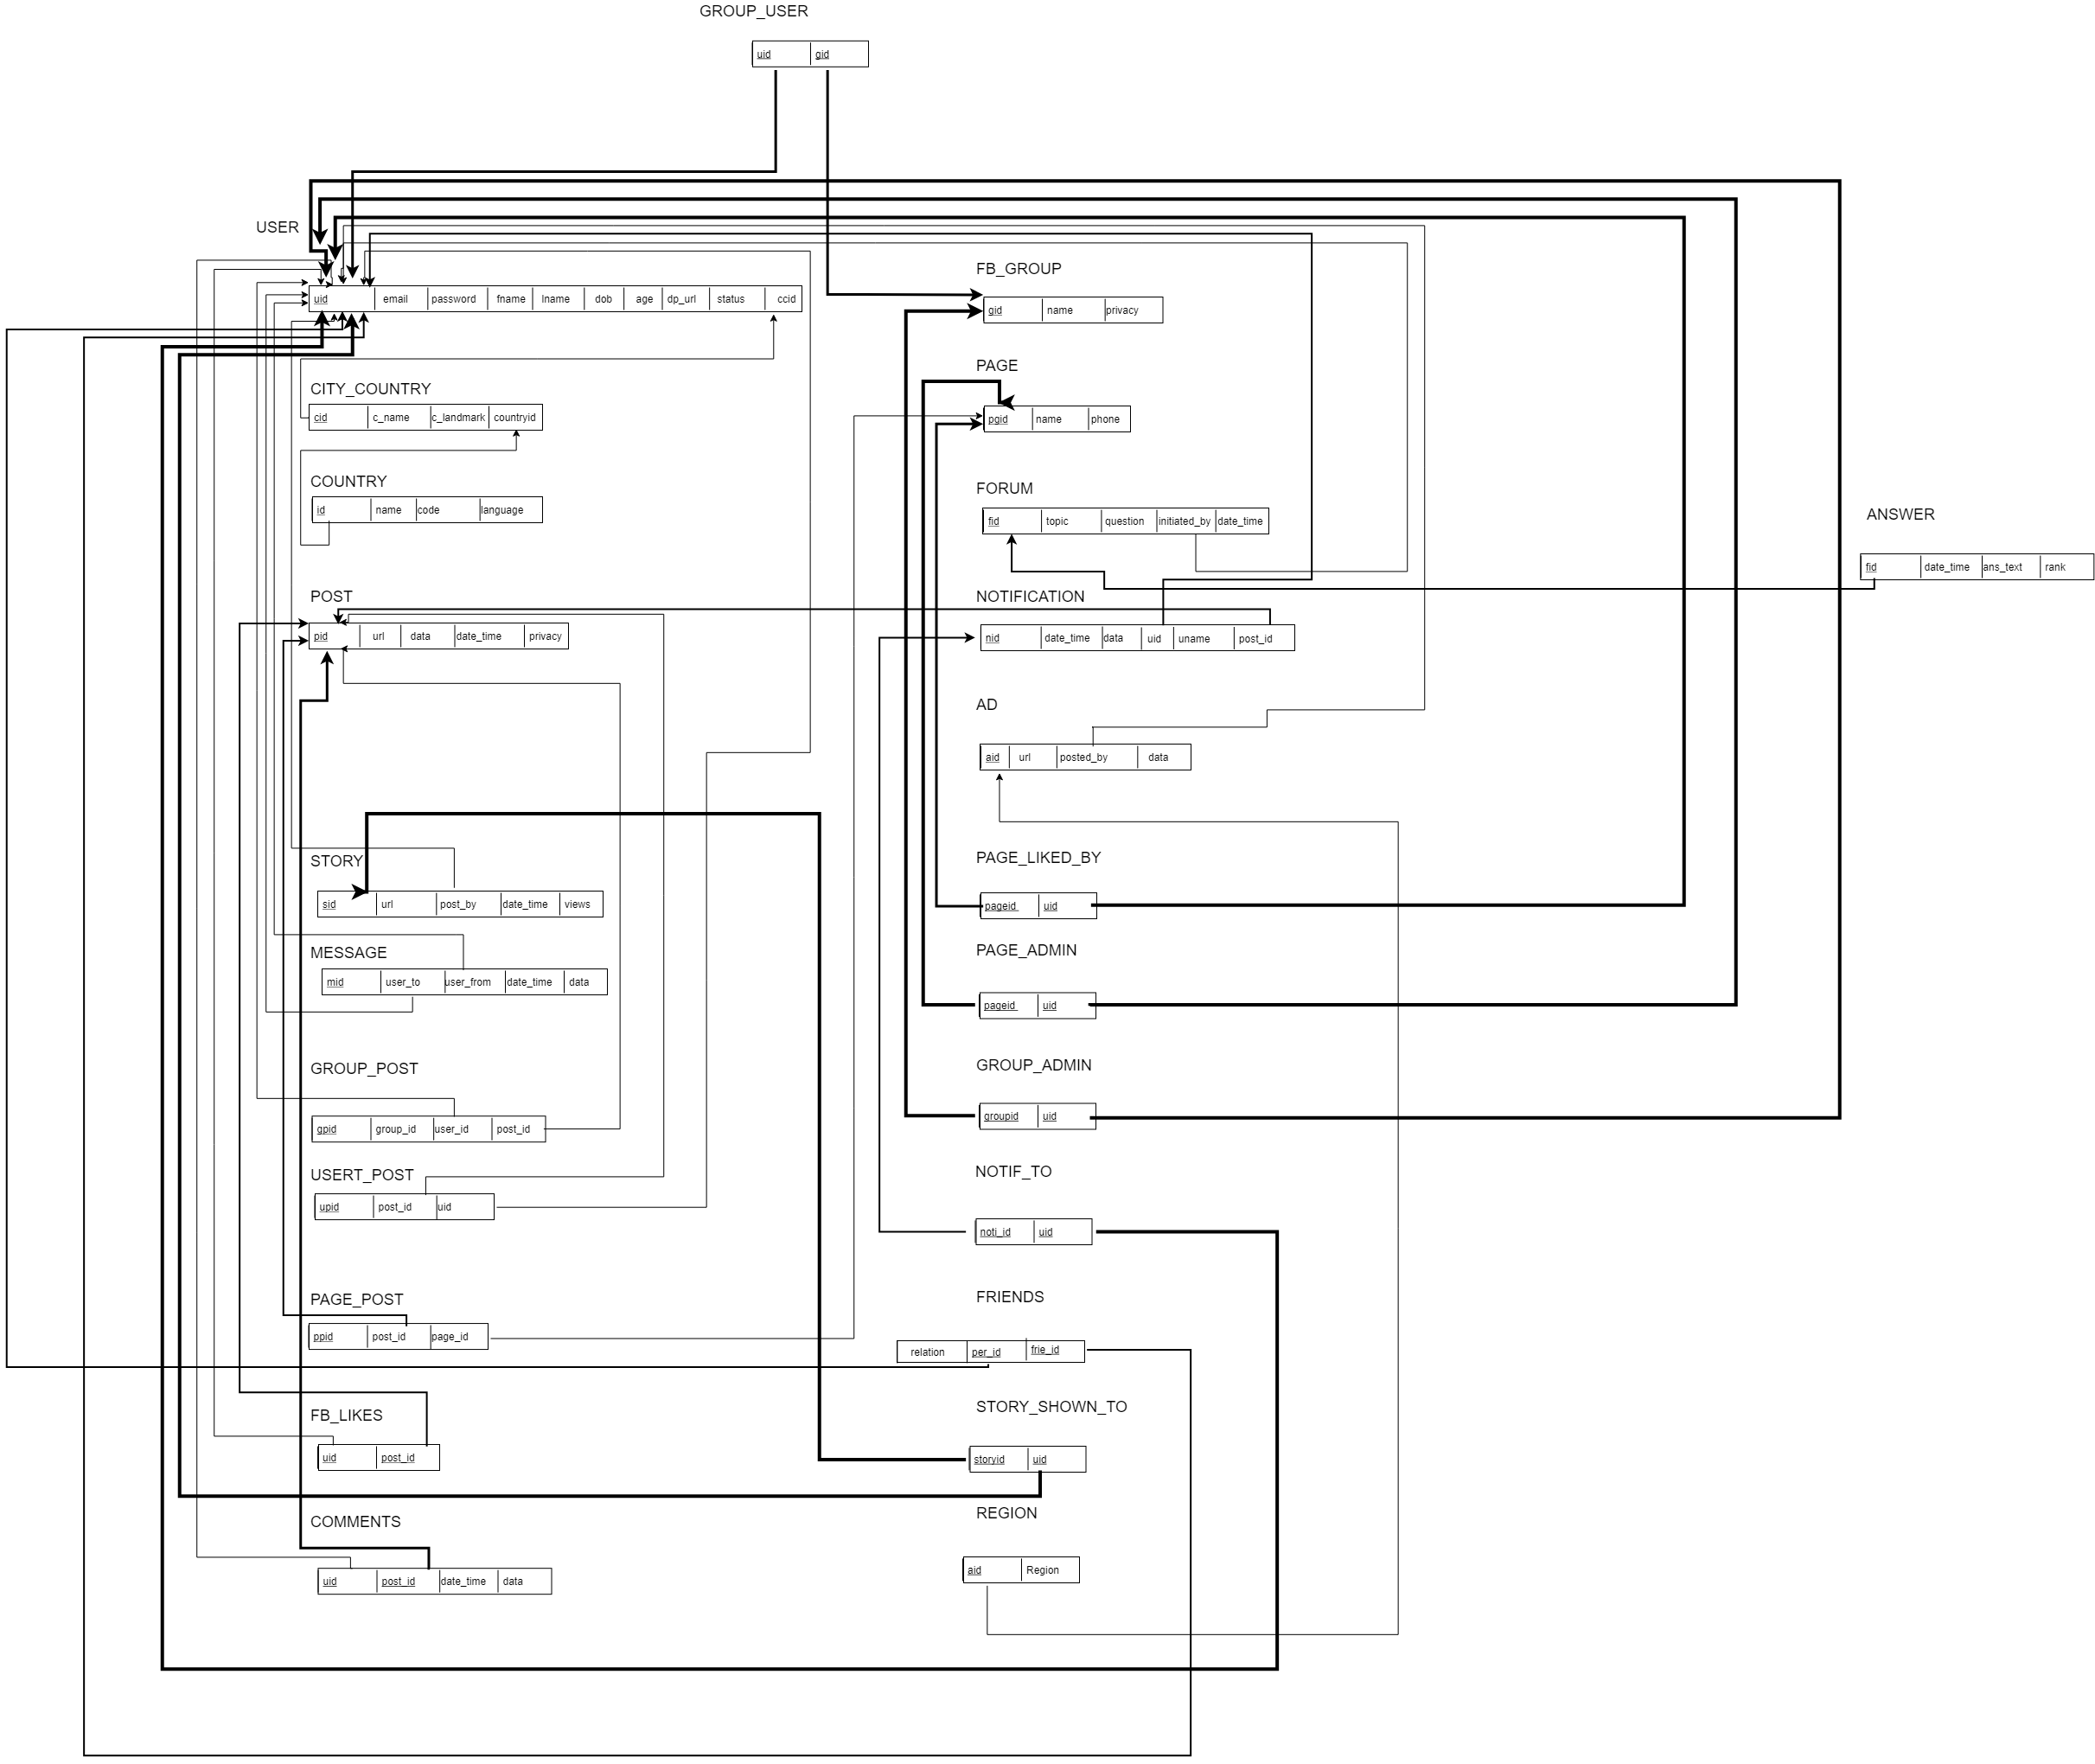 GROUP_USER
uid gid
USER
uid email password fname lname dob age dp_url status ccid
CITY_COUNTRY
cid c_name c_landmark countryid
COUNTRY
id name code language
POST
pid url data date_time privacy
STORY
sid url post_by date_time views
MESSAGE
mid user_to user_from date_time data
GROUP_POST
gpid group_id user_id post_id
USERT_POST
upid post_id uid
PAGE_POST
ppid post_id page_id
FB_LIKES
uid post_id
COMMENTS
uid post_id date_time data
FB_GROUP
gid name privacy
PAGE
pgid name phone
FORUM
fid topic question initiated_by date_time
NOTIFICATION
nid date_time data uid uname post_id
AD
aid url posted_by data
PAGE_LIKED_BY
pageid uid
PAGE_ADMIN
pageid uid
GROUP_ADMIN
groupid uid
NOTIF_TO
noti_id uid
FRIENDS
relation per_id frie_id
STORY_SHOWN_TO
storyid uid
REGION
aid Region
ANSWER
fid date_time ans_text rank